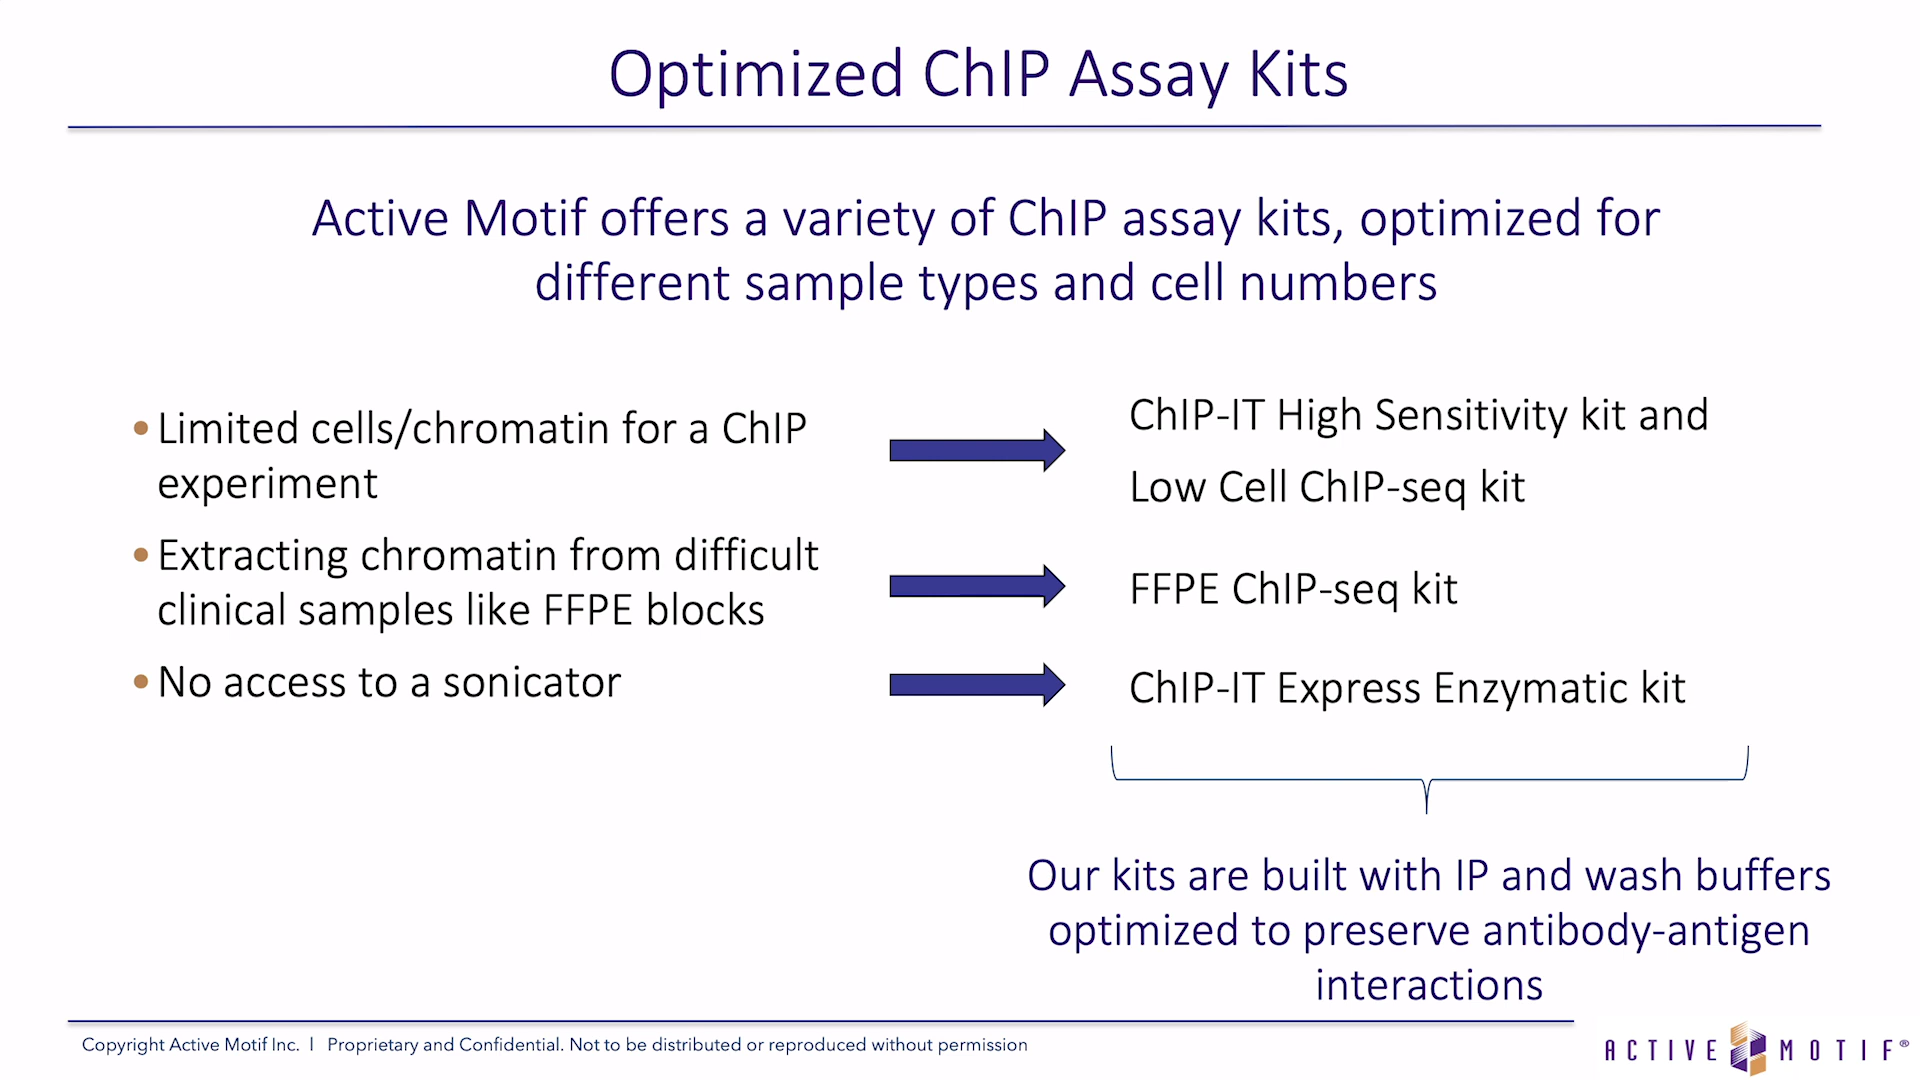 Optimized ChIP Assay Kits
Active Motif offers a variety of ChIP assay kits, optimized for
different sample types and cell numbers
•Limited cells/chromatin for a ChIP
experiment
ChIP-IT High Sensitivity kit and
Low Cell ChIP-seq kit
•Extracting chromatin from difficult
clinical samples like FFPE blocks
FFPE ChIP-seq kit
•No access to a sonicator
ChIP-IT Express Enzymatic kit
Our kits are built with IP and wash buffers
optimized to preserve antibody-antigen
interactions
Copyright Active Motif Inc. | Proprietary and Confidential. Not to be distributed or reproduced without permission
ACTIVE MOTIF®